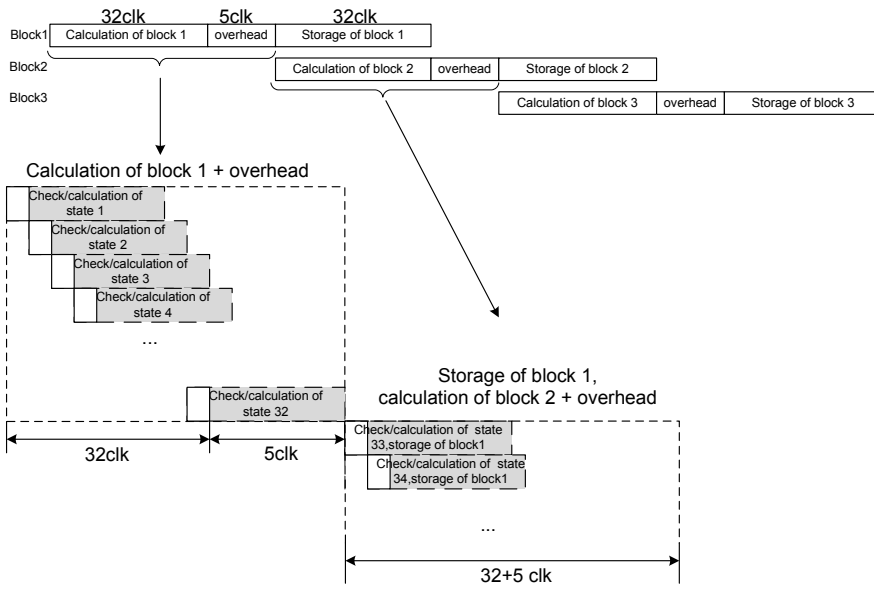 32clk 5clk 32clk
Block1 Calculation of block 1 overhead Storage of block 1
Block2 Calculation of block 2 overhead Storage of block 2
Block3 Calculation of block 3 overhead Storage of block 3
Calculation of block 1 + overhead
Check/calculation of
state 1
Check/calculation of
state 2
Check/calculation of
state 3
Check/calculation of
state 4
...
Check/calculation of
state 32
32clk 5clk
Storage of block 1,
calculation of block 2 + overhead
Check/calculation of state
33,storage of block1
Check/calculation of state
34,storage of block1
...
32+5 clk